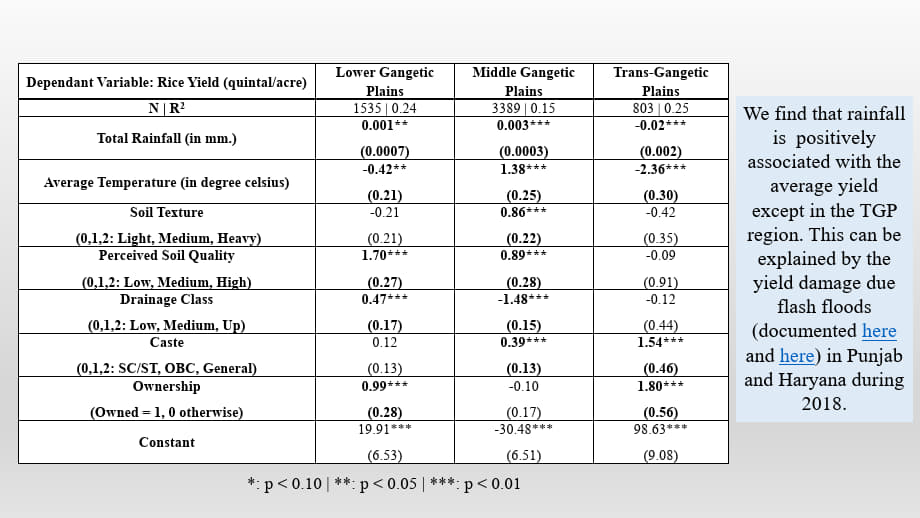 Dependant Variable: Rice Yield (quintal/acre)
Lower Gangetic
Plains
Middle Gangetic
Plains
Trans-Gangetic
Plains
N | R²
1535 | 0.24
3389 | 0.15
803 | 0.25
Total Rainfall (in mm.)
0.001**
(0.0007)
0.003***
(0.0003)
-0.02***
(0.002)
Average Temperature (in degree celsius)
-0.42**
(0.21)
1.38***
(0.25)
-2.36***
(0.30)
Soil Texture
(0,1,2: Light, Medium, Heavy)
-0.21
(0.21)
0.86***
(0.22)
-0.42
(0.35)
Perceived Soil Quality
(0,1,2: Low, Medium, High)
1.70***
(0.27)
0.89***
(0.28)
-0.09
(0.91)
Drainage Class
(0,1,2: Low, Medium, Up)
0.47***
(0.17)
-1.48***
(0.15)
-0.12
(0.44)
Caste
(0,1,2: SC/ST, OBC, General)
0.12
(0.13)
0.39***
(0.13)
1.54***
(0.46)
Ownership
(Owned = 1, 0 otherwise)
0.99***
(0.28)
-0.10
(0.17)
1.80***
(0.56)
Constant
19.91***
(6.53)
-30.48***
(6.51)
98.63***
(9.08)
*: p < 0.10 | **: p < 0.05 | ***: p < 0.01
We find that rainfall
is positively
associated with the
average yield
except in the TGP
region. This can be
explained by the
yield damage due
flash floods
(documented here
and here) in Punjab
and Haryana during
2018.